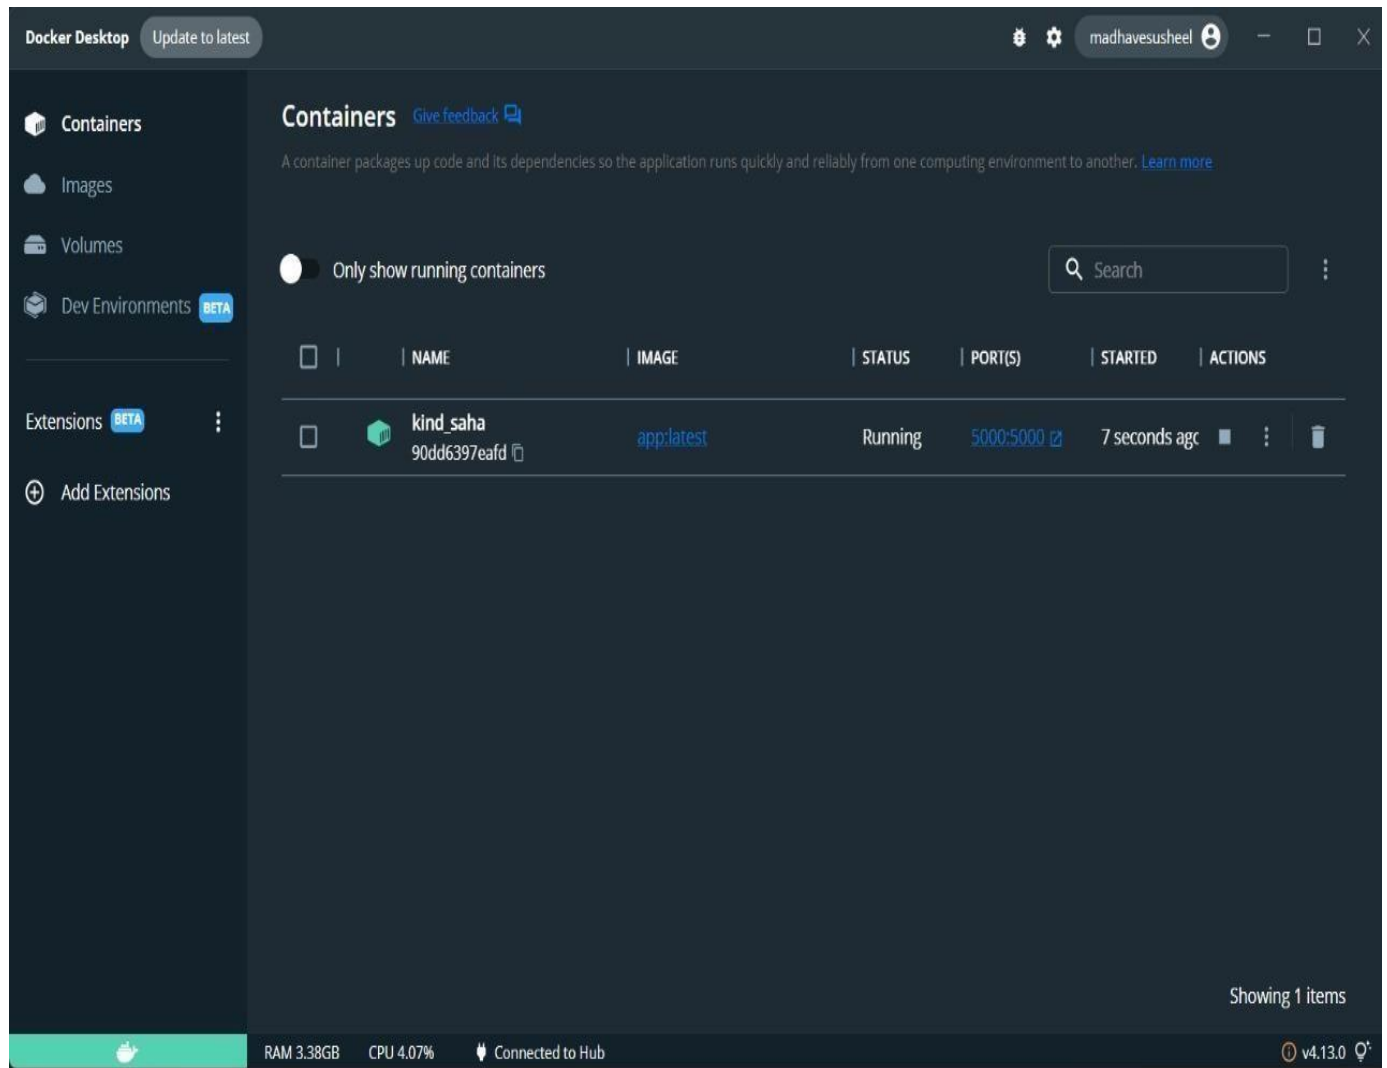 Docker Desktop Update to latest madhavesusheel
Containers
Images
Volumes
Dev Environments BETA
Extensions BETA
Add Extensions
Containers Give feedback
A container packages up code and its dependencies so the application runs quickly and reliably from one computing environment to another. Learn more
Only show running containers
Search
NAME IMAGE STATUS PORT(S) STARTED ACTIONS
kind_saha
90dd6397eafd
app:latest Running 5000:5000 7 seconds agc
Showing 1 items
RAM 3.38GB CPU 4.07% Connected to Hub v4.13.0